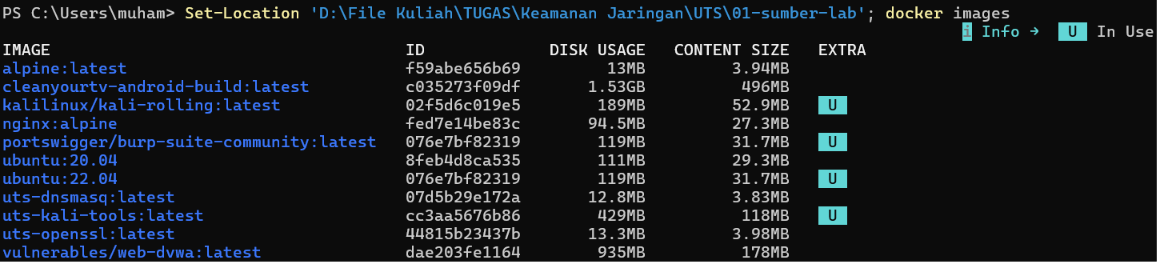 PS C:\Users\muham> Set-Location 'D:\File Kuliah\TUGAS\Keamanan Jaringan\UTS\01-sumber-lab'; docker images
i Info → U In Use
IMAGE ID DISK USAGE CONTENT SIZE EXTRA
alpine:latest f59abe656b69 13MB 3.94MB
cleanyourtv-android-build:latest c035273f09df 1.53GB 496MB
kalilinux/kali-rolling:latest 02f5d6c019e5 189MB 52.9MB U
nginx:alpine fed7e14be83c 94.5MB 27.3MB
portswigger/burp-suite-community:latest 076e7bf82319 119MB 31.7MB U
ubuntu:20.04 8feb4d8ca535 111MB 29.3MB
ubuntu:22.04 076e7bf82319 119MB 31.7MB U
uts-dnsmasq:latest 07d5b29e172a 12.8MB 3.83MB
uts-kali-tools:latest cc3aa5676b86 429MB 118MB U
uts-openssl:latest 44815b23437b 13.3MB 3.98MB
vulnerables/web-dvwa:latest dae203fe1164 935MB 178MB